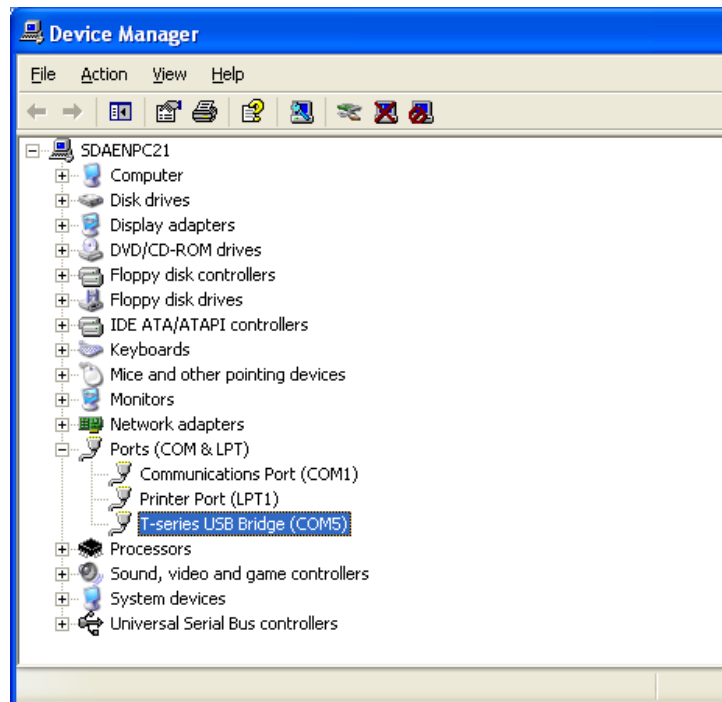 Device Manager
File Action View Help
SDAENPC21
Computer
Disk drives
Display adapters
DVD/CD-ROM drives
Floppy disk controllers
Floppy disk drives
IDE ATA/ATAPI controllers
Keyboards
Mice and other pointing devices
Monitors
Network adapters
Ports (COM & LPT)
Communications Port (COM1)
Printer Port (LPT1)
T-series USB Bridge (COM5)
Processors
Sound, video and game controllers
System devices
Universal Serial Bus controllers